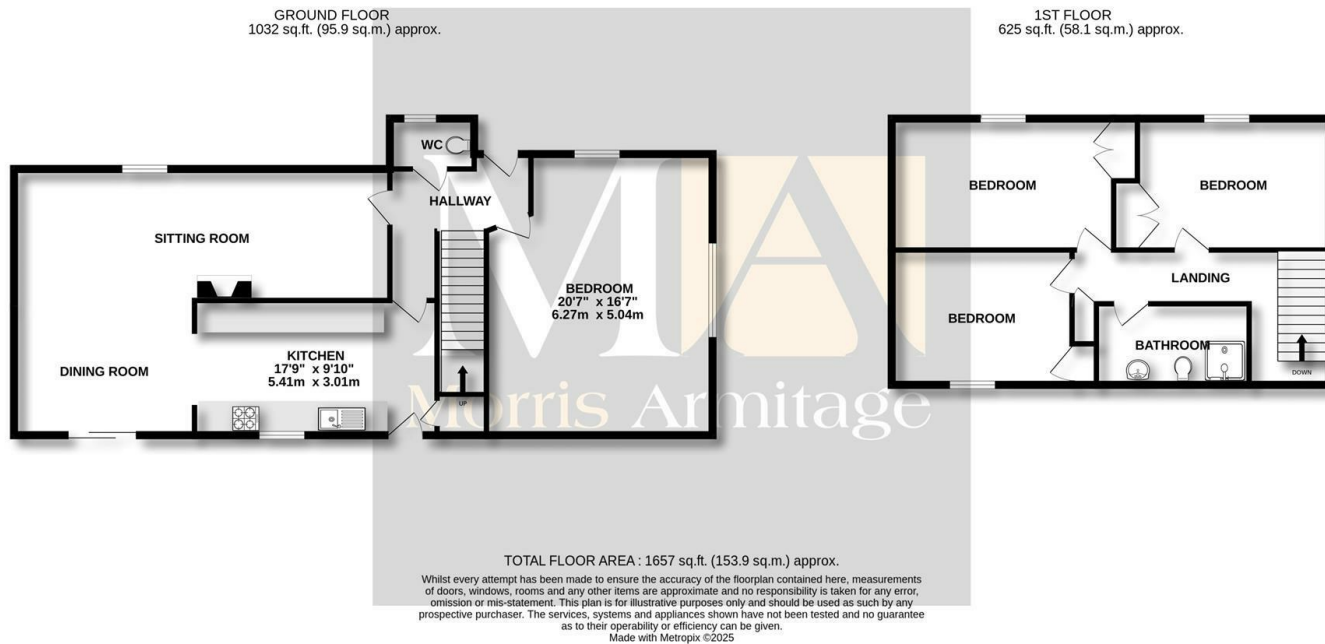 GROUND FLOOR
1032 sq.ft. (95.9 sq.m.) approx.
1ST FLOOR
625 sq.ft. (58.1 sq.m.) approx.
WC
HALLWAY
SITTING ROOM
BEDROOM
20'7" x 16'7"
6.27m x 5.04m
KITCHEN
17'9" x 9'10"
5.41m x 3.01m
DINING ROOM
UP
BEDROOM
BEDROOM
LANDING
BEDROOM
BATHROOM
DOWN
MA
Morris Armitage
TOTAL FLOOR AREA : 1657 sq.ft. (153.9 sq.m.) approx.
Whilst every attempt has been made to ensure the accuracy of the floorplan contained here, measurements
of doors, windows, rooms and any other items are approximate and no responsibility is taken for any error,
omission or mis-statement. This plan is for illustrative purposes only and should be used as such by any
prospective purchaser. The services, systems and appliances shown have not been tested and no guarantee
as to their operability or efficiency can be given.
Made with Metropix ©2025